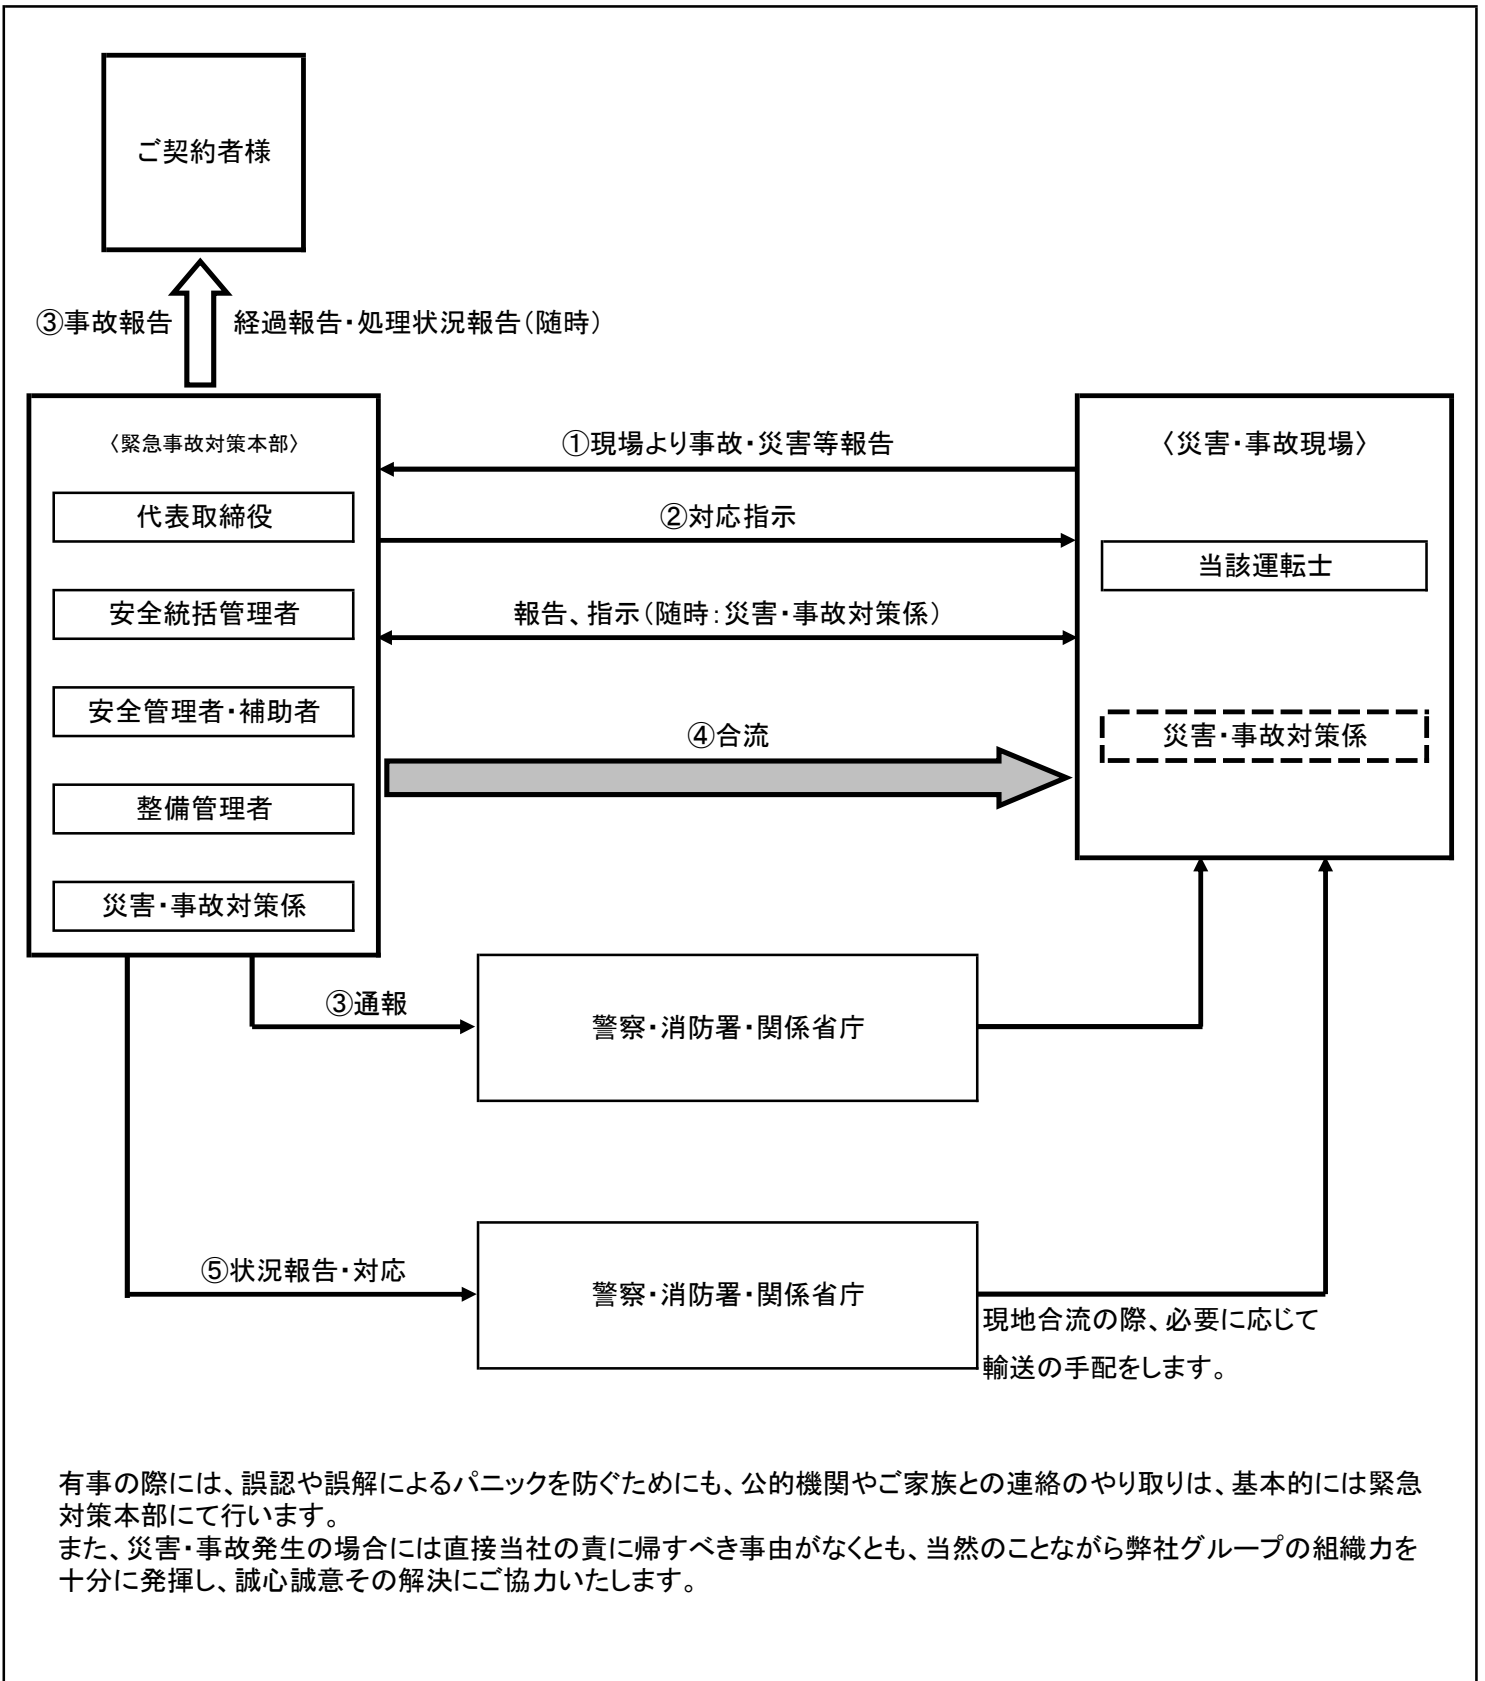 ご契約者様
③事故報告
経過報告・処理状況報告（随時）
〈緊急事故対策本部〉
代表取締役
安全統括管理者
安全管理者・補助者
整備管理者
災害・事故対策係
①現場より事故・災害等報告
②対応指示
報告、指示（随時：災害・事故対策係）
④合流
〈災害・事故現場〉
当該運転士
災害・事故対策係
③通報
警察・消防署・関係省庁
⑤状況報告・対応
警察・消防署・関係省庁
現地合流の際、必要に応じて
輸送の手配をします。
有事の際には、誤認や誤解によるパニックを防ぐためにも、公的機関やご家族との連絡のやり取りは、基本的には緊急
対策本部にて行います。
また、災害・事故発生の場合には直接当社の責に帰すべき事由がなくとも、当然のことながら弊社グループの組織力を
十分に発揮し、誠心誠意その解決にご協力いたします。